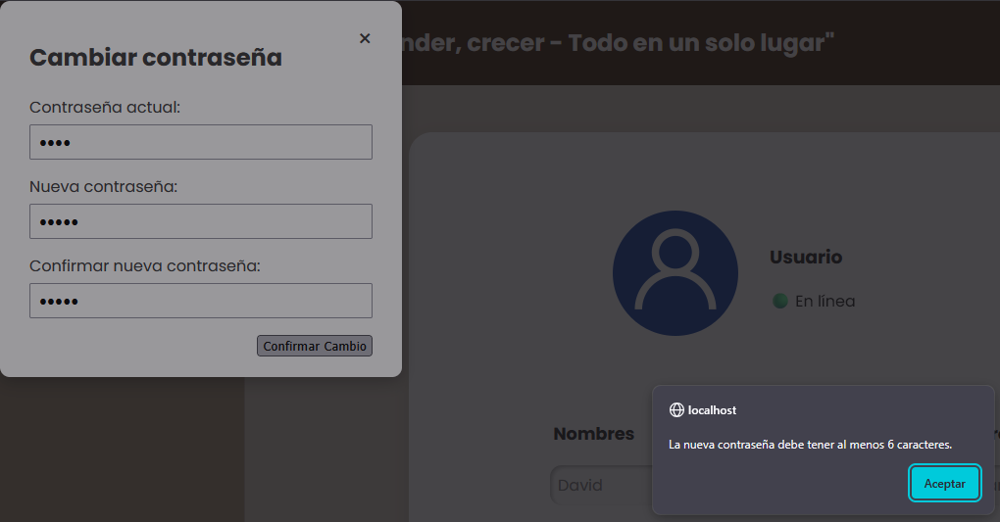 nder, crecer - Todo en un solo lugar"
Cambiar contraseña
Contraseña actual:
Nueva contraseña:
Confirmar nueva contraseña:
Confirmar Cambio
Usuario
En línea
Nombres
David
localhost
La nueva contraseña debe tener al menos 6 caracteres.
Aceptar